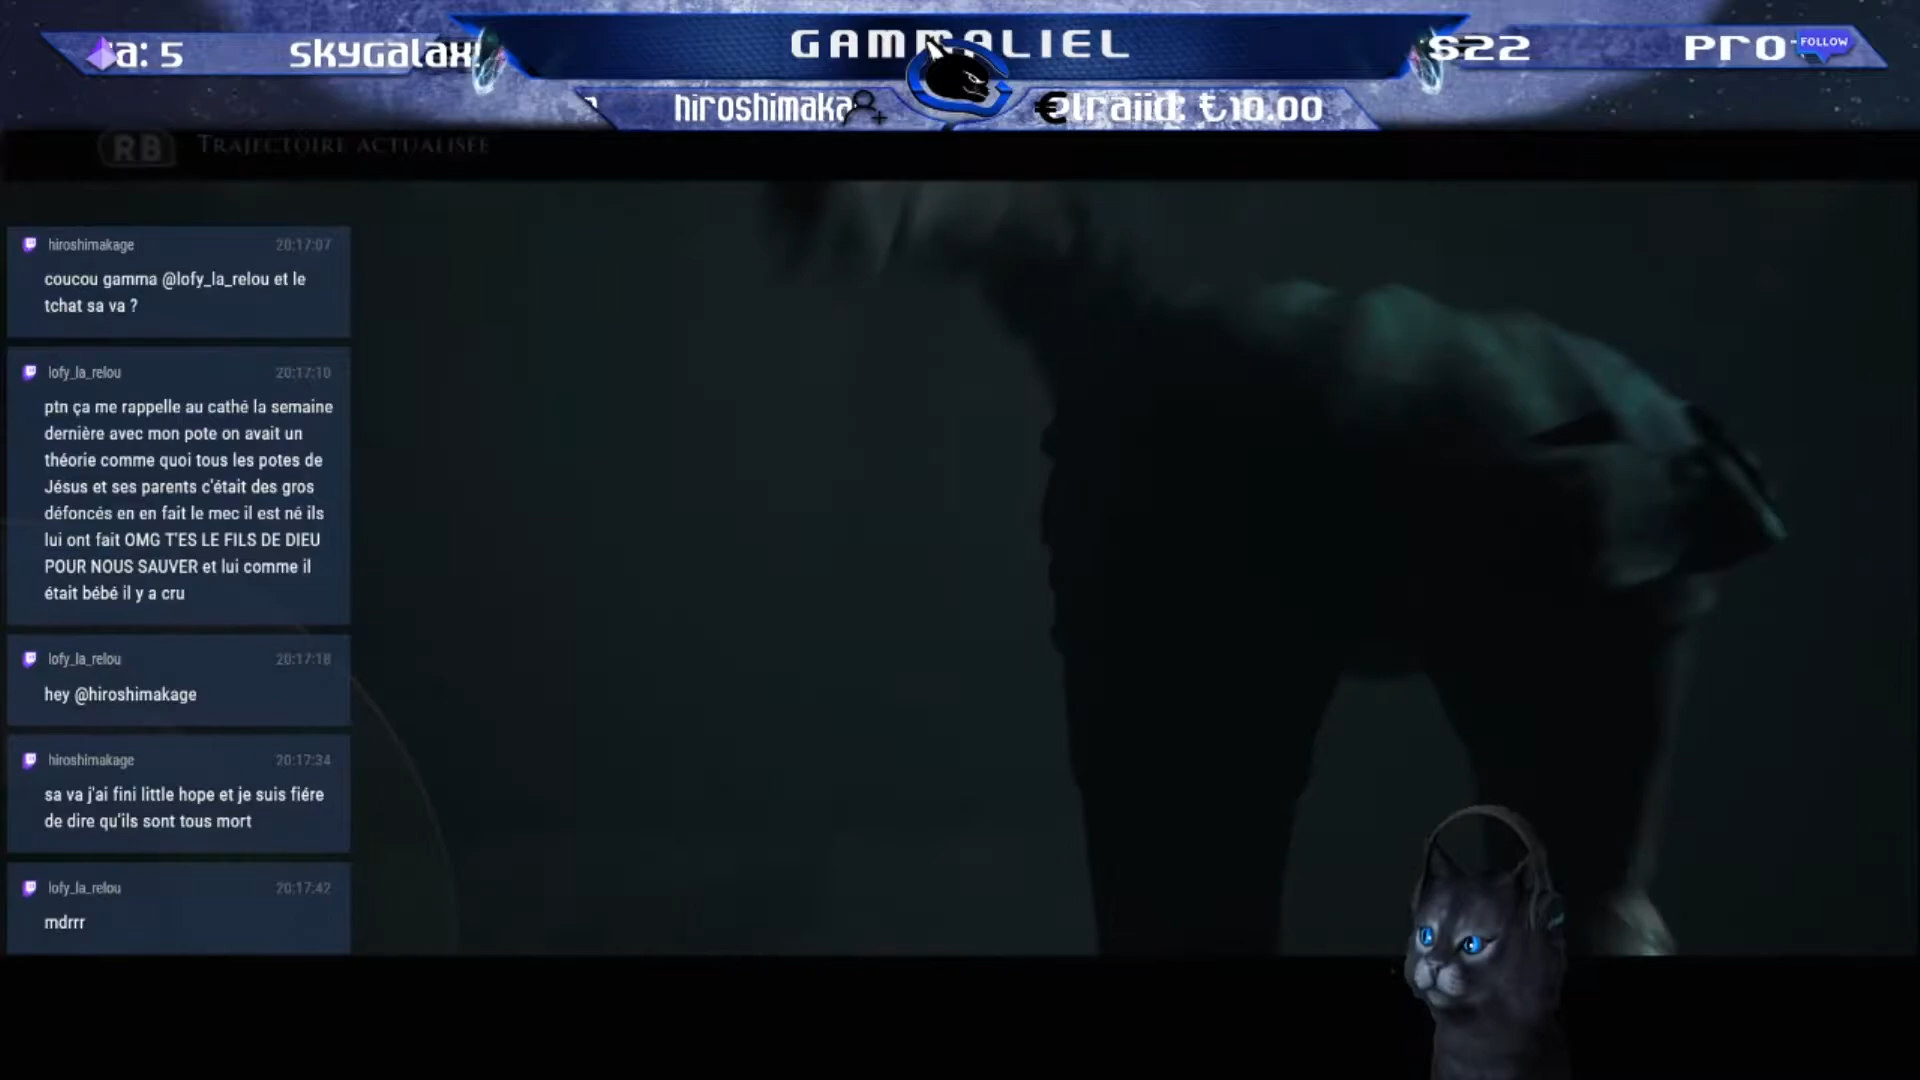 a: 5 skygalax
GAMMALIEL
s22 Pro
FOLLOW
hiroshimaka
elraiid: €10.00
RB TRAJECTOIRE ACTUALISÉE
hiroshimakage 20:17:07
coucou gamma @lofy_la_relou et le
tchat sa va ?
lofy_la_relou 20:17:10
ptn ça me rappelle au cathé la semaine
dernière avec mon pote on avait un
théorie comme quoi tous les potes de
Jésus et ses parents c'était des gros
défoncés en en fait le mec il est né ils
lui ont fait OMG T'ES LE FILS DE DIEU
POUR NOUS SAUVER et lui comme il
était bébé il y a cru
lofy_la_relou 20:17:18
hey @hiroshimakage
hiroshimakage 20:17:34
sa va j'ai fini little hope et je suis fiére
de dire qu'ils sont tous mort
lofy_la_relou 20:17:42
mdrrr